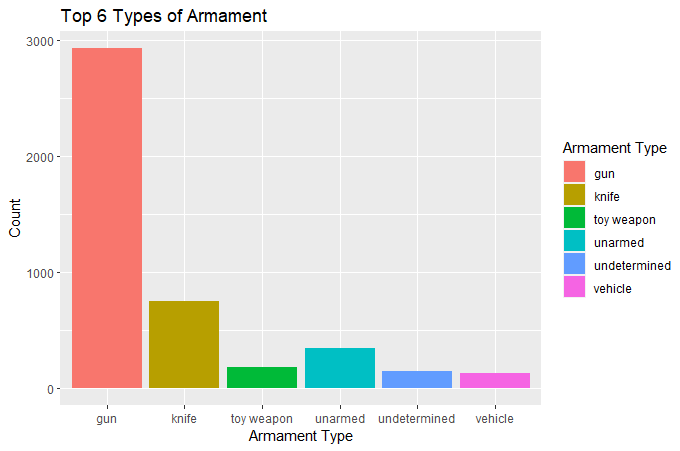 Top 6 Types of Armament
3000
2000
1000
0
Count
gun knife toy weapon unarmed undetermined vehicle
Armament Type
Armament Type
gun
knife
toy weapon
unarmed
undetermined
vehicle